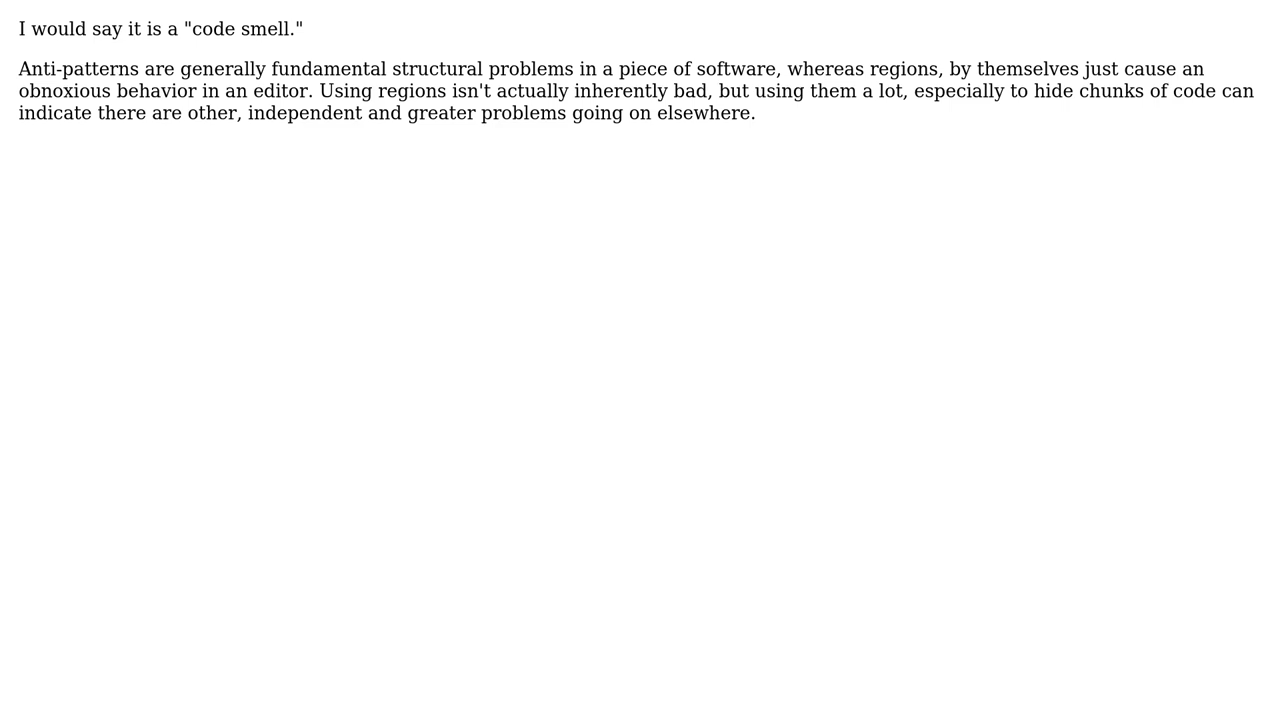 I would say it is a "code smell."
Anti-patterns are generally fundamental structural problems in a piece of software, whereas regions, by themselves just cause an
obnoxious behavior in an editor. Using regions isn't actually inherently bad, but using them a lot, especially to hide chunks of code can
indicate there are other, independent and greater problems going on elsewhere.